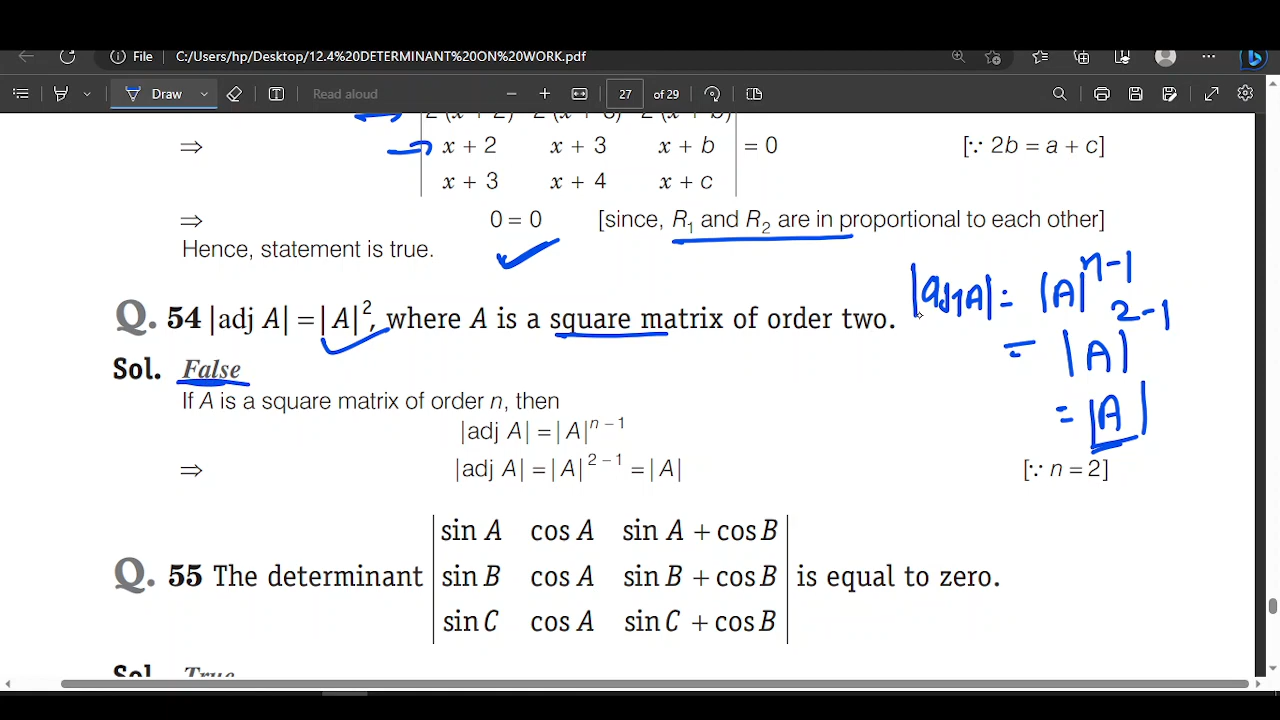 File C:/Users/hp/Desktop/12.4%20DETERMINANT%20ON%20WORK.pdf
Draw Read aloud 27 of 29
⇒ x + 2 x + 3 x + b = 0 [∵ 2b = a + c]
x + 3 x + 4 x + c
⇒ 0 = 0 [since, R₁ and R₂ are in proportional to each other]
Hence, statement is true.
|adj A| = |A|ⁿ⁻¹
Q. 54 |adj A| = |A|², where A is a square matrix of order two.
= |A|²⁻¹
= |A|
Sol. False
If A is a square matrix of order n, then
|adj A| = |A|ⁿ⁻¹
⇒ |adj A| = |A|²⁻¹ = |A| [∵ n = 2]
sin A cos A sin A + cos B
Q. 55 The determinant sin B cos A sin B + cos B is equal to zero.
sin C cos A sin C + cos B
Sol. True